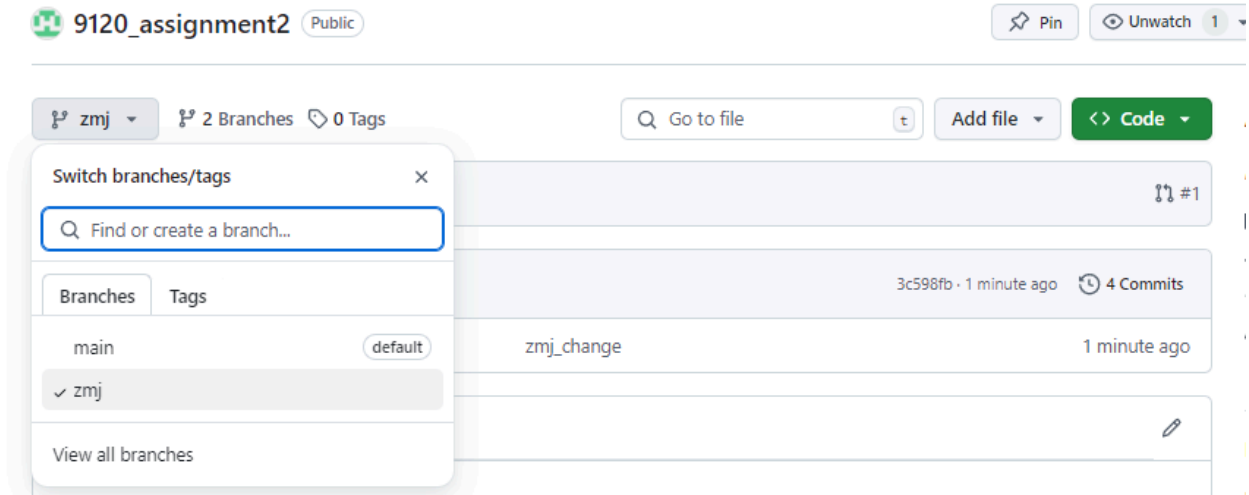 9120_assignment2 Public Pin Unwatch 1
zmj 2 Branches 0 Tags Go to file t Add file <> Code
Switch branches/tags
#1
Find or create a branch...
Branches Tags
3c598fb · 1 minute ago 4 Commits
main default
zmj_change 1 minute ago
zmj
View all branches